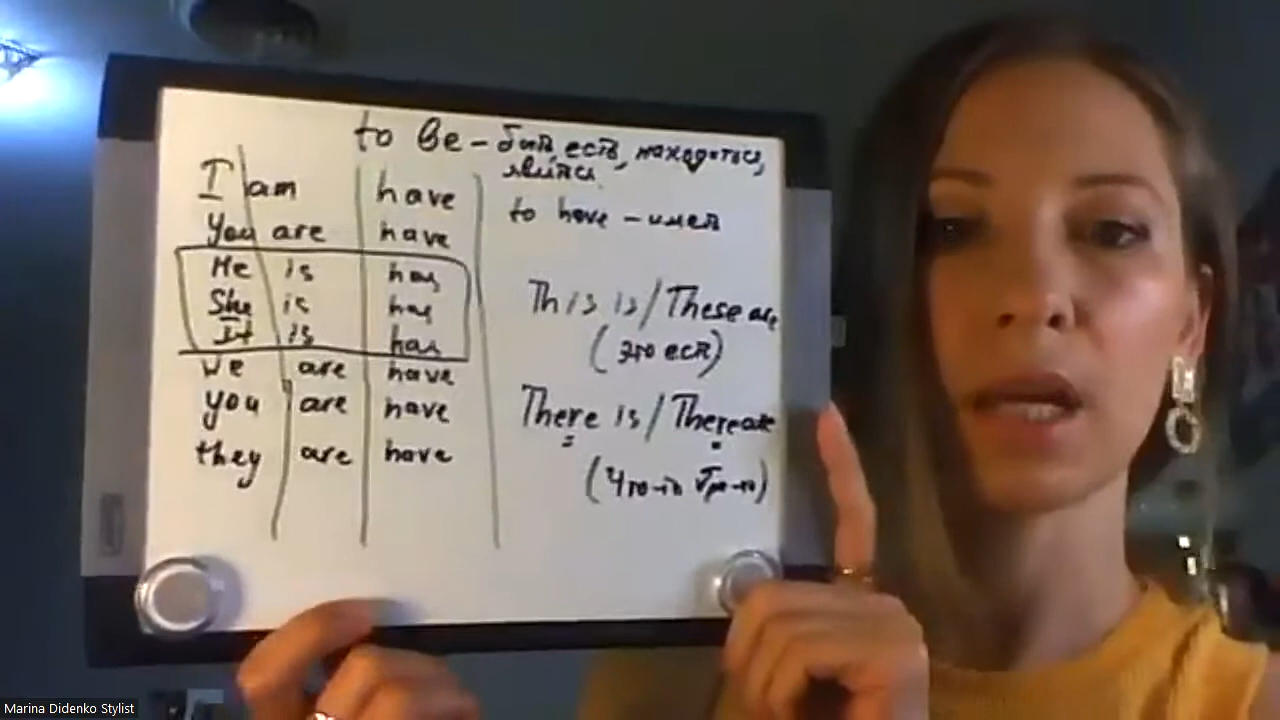 to be - быть, есть, находиться,
являться
I am have
You are have
to have - иметь
He is has
She is has
It is has
This is / These are
(это есть)
we are have
you are have
There is / There are
they are have
(что-то где-то)
Marina Didenko Stylist